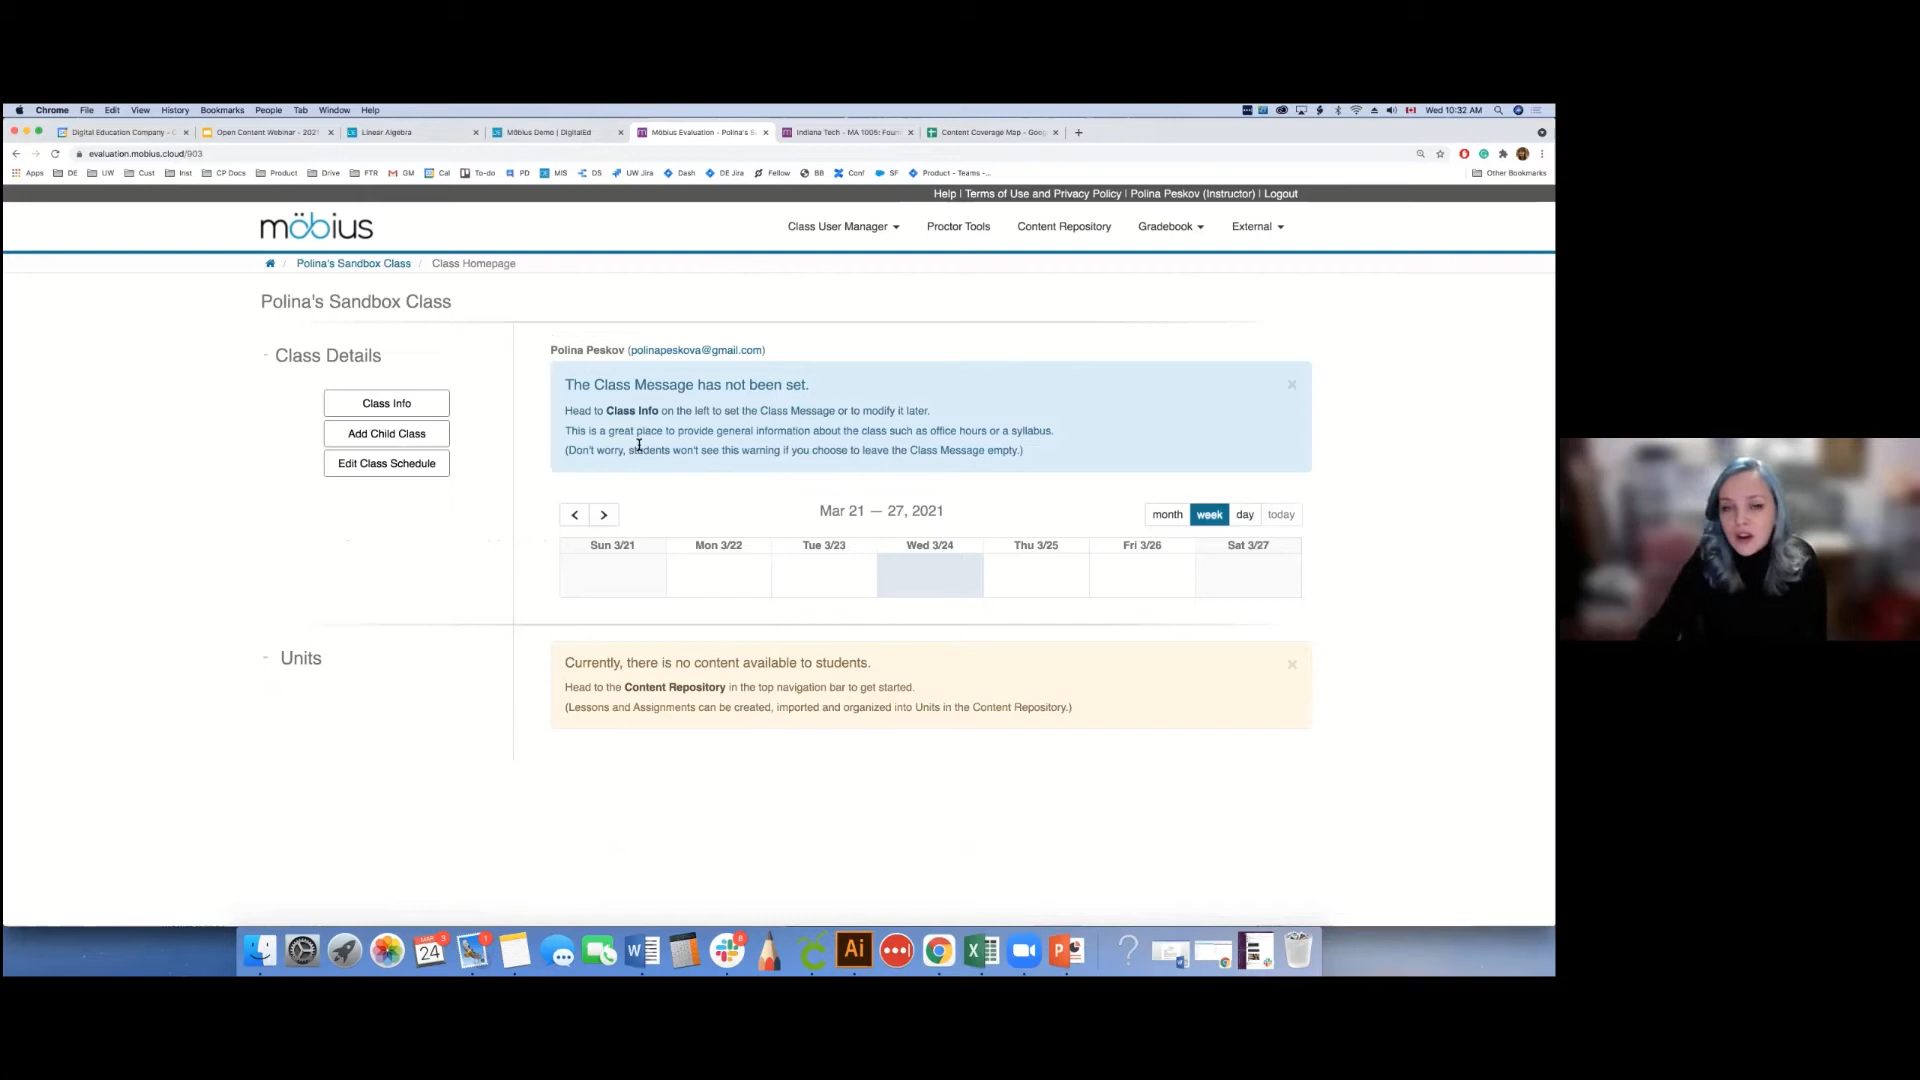 Chrome File Edit View History Bookmarks People Tab Window Help Wed 10:32 AM
Digital Education Company - C Open Content Webinar - 2021 Linear Algebra Möbius Demo | DigitalEd Möbius Evaluation - Polina's S Indiana Tech - MA 1005: Foun Content Coverage Map - Goog
evaluation.mobius.cloud/903
Apps DE UW Cust Inst CP Docs Product Drive FTR GM Cal To-do PD MIS DS UW Jira Dash DE Jira Fellow BB Conf SF Product - Teams -... Other Bookmarks
Help | Terms of Use and Privacy Policy | Polina Peskov (Instructor) | Logout
möbius
Class User Manager Proctor Tools Content Repository Gradebook External
/ Polina's Sandbox Class / Class Homepage
Polina's Sandbox Class
- Class Details
Class Info
Add Child Class
Edit Class Schedule
Polina Peskov (polinapeskova@gmail.com)
The Class Message has not been set. ×
Head to Class Info on the left to set the Class Message or to modify it later.
This is a great place to provide general information about the class such as office hours or a syllabus.
(Don't worry, students won't see this warning if you choose to leave the Class Message empty.)
< > Mar 21 — 27, 2021 month week day today
Sun 3/21 Mon 3/22 Tue 3/23 Wed 3/24 Thu 3/25 Fri 3/26 Sat 3/27
- Units
Currently, there is no content available to students. ×
Head to the Content Repository in the top navigation bar to get started.
(Lessons and Assignments can be created, imported and organized into Units in the Content Repository.)
MAR 3 24 1 W 8 Ai X P ?